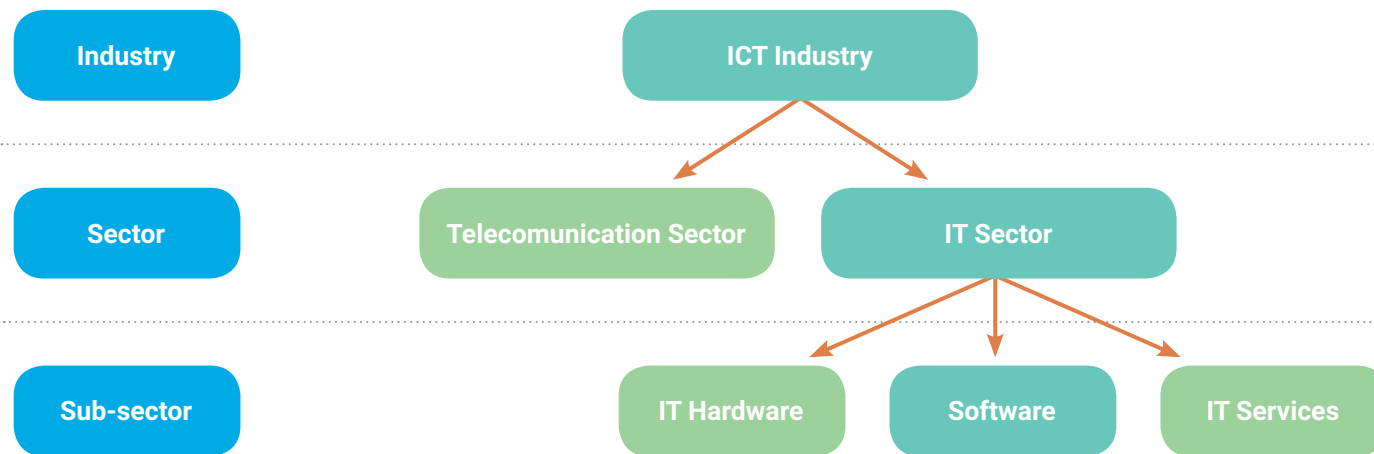 Industry
ICT Industry
Sector
Telecomunication Sector
IT Sector
Sub-sector
IT Hardware
Software
IT Services